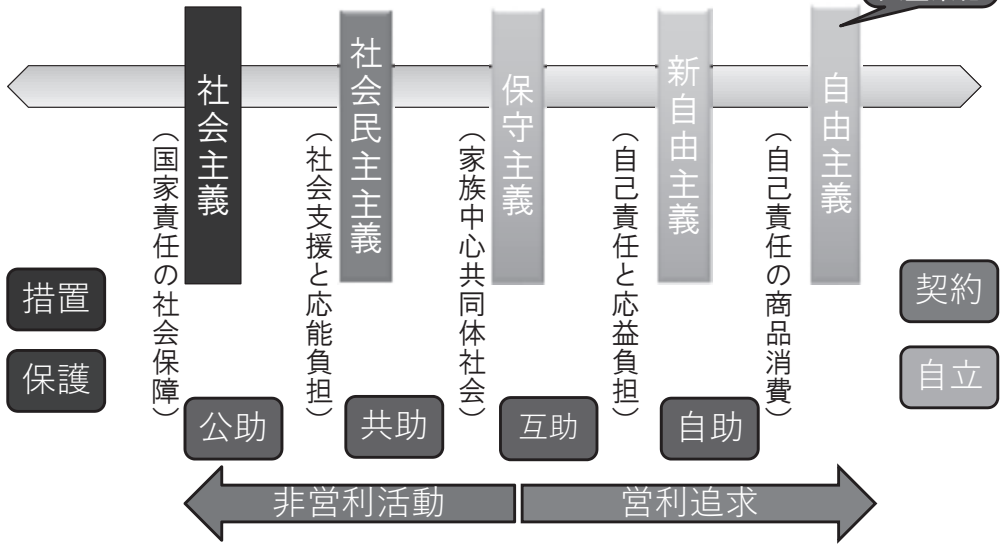 社会主義
(国家責任の社会保障)
社会民主主義
(社会支援と応能負担)
保守主義
(家族中心共同体社会)
新自由主義
(自己責任と応益負担)
自由主義
(自己責任の商品消費)
措置
保護
契約
自立
公助
共助
互助
自助
非営利活動
営利追求